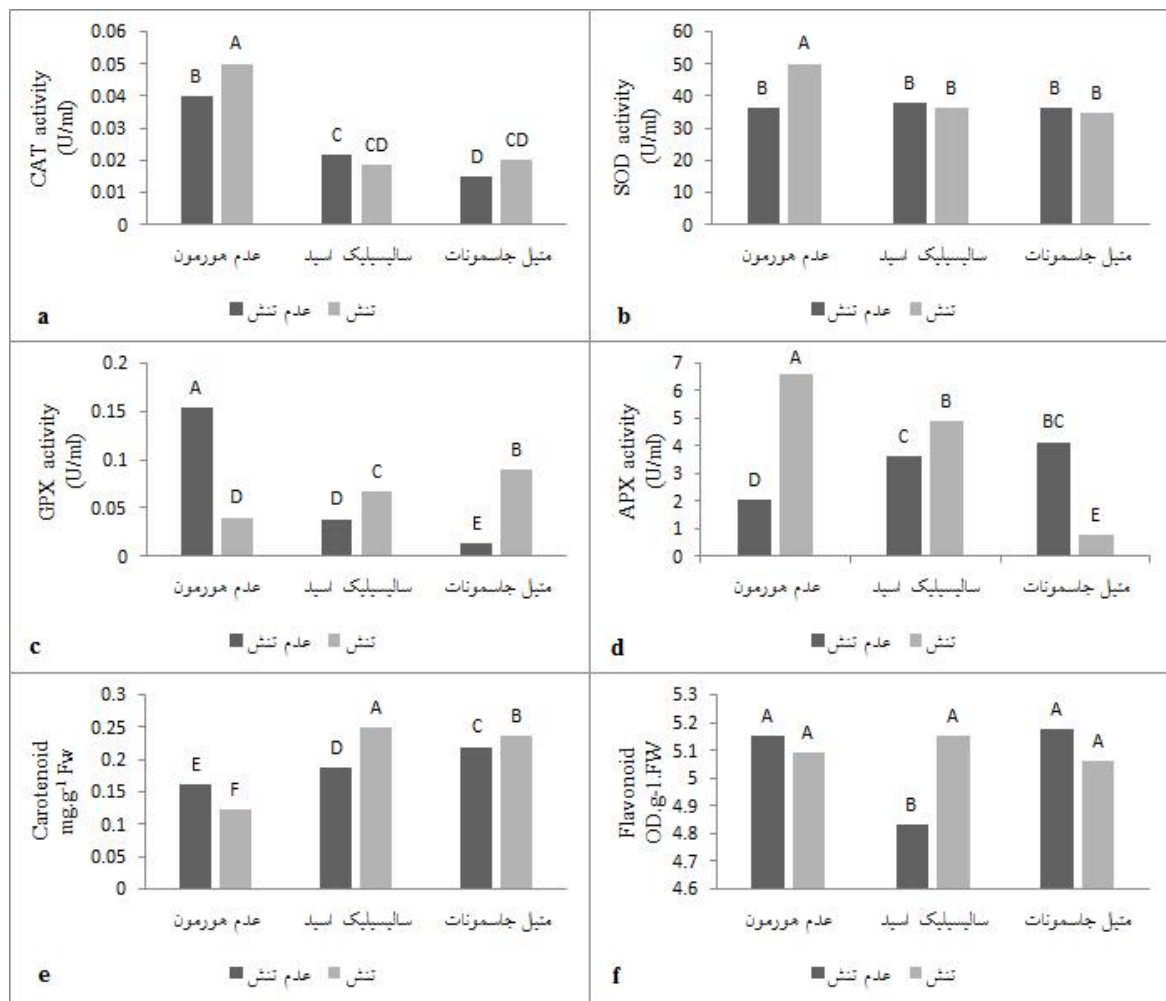 CAT activity
(U/ml)
0.06
0.05
0.04
0.03
0.02
0.01
0
B A
C CD
D CD
عدم هورمون سالیسیلیک اسید متیل جاسمونات
عدم تنش تنش
a
SOD activity
(U/ml)
60
50
40
30
20
10
0
B A
B B
B B
عدم هورمون سالیسیلیک اسید متیل جاسمونات
عدم تنش تنش
b
GPX activity
(U/ml)
0.2
0.15
0.1
0.05
0
A D
D C
E B
عدم هورمون سالیسیلیک اسید متیل جاسمونات
عدم تنش تنش
c
APX activity
(U/ml)
7
6
5
4
3
2
1
0
D A
C B
BC E
عدم هورمون سالیسیلیک اسید متیل جاسمونات
عدم تنش تنش
d
Carotenoid
mg.g⁻¹ Fw
0.3
0.25
0.2
0.15
0.1
0.05
0
E F
D A
C B
عدم هورمون سالیسیلیک اسید متیل جاسمونات
عدم تنش تنش
e
Flavonoid
OD.g-1.FW
5.3
5.2
5.1
5
4.9
4.8
4.7
4.6
A A
B A
A A
عدم هورمون سالیسیلیک اسید متیل جاسمونات
عدم تنش تنش
f